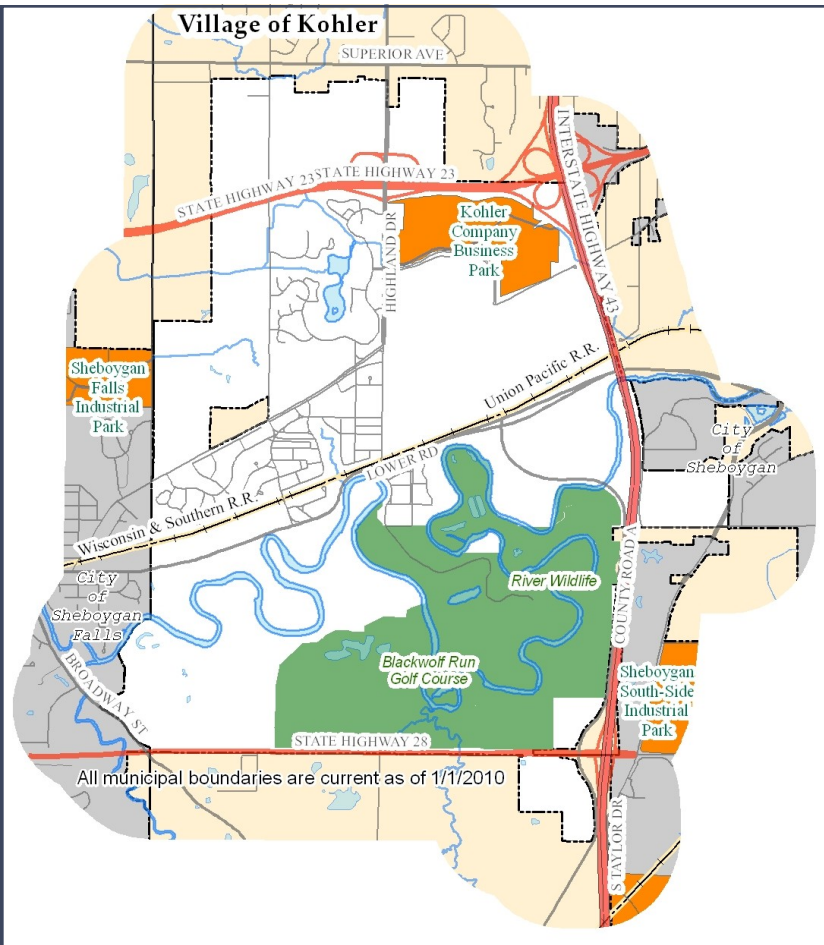 Village of Kohler
SUPERIOR AVE
INTERSTATE HIGHWAY 43
STATE HIGHWAY 23
STATE HIGHWAY 23
HIGHLAND DR
Kohler
Company
Business
Park
Sheboygan
Falls
Industrial
Park
Union Pacific R.R.
City
of
Sheboygan
LOWER RD
Wisconsin & Southern R.R.
COUNTY ROAD A
City
of
Sheboygan
Falls
River Wildlife
Blackwolf Run
Golf Course
BROADWAY ST
Sheboygan
South-Side
Industrial
Park
STATE HIGHWAY 28
All municipal boundaries are current as of 1/1/2010
S TAYLOR DR